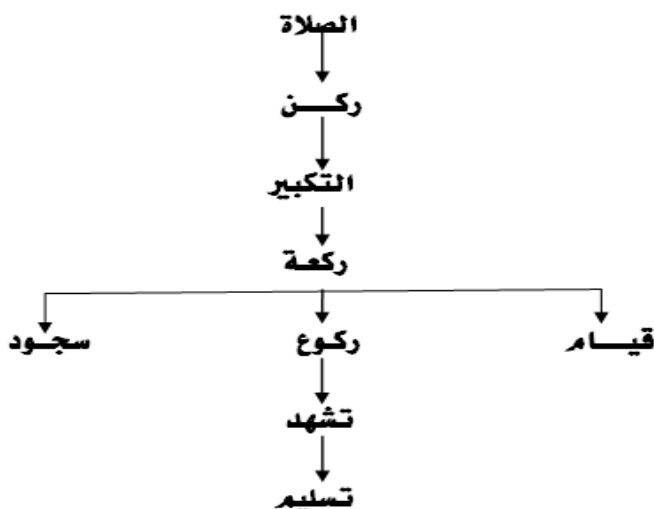 الصلاة
ركن
التكبير
ركعة
قيام ركوع سجود
تشهد
تسليم